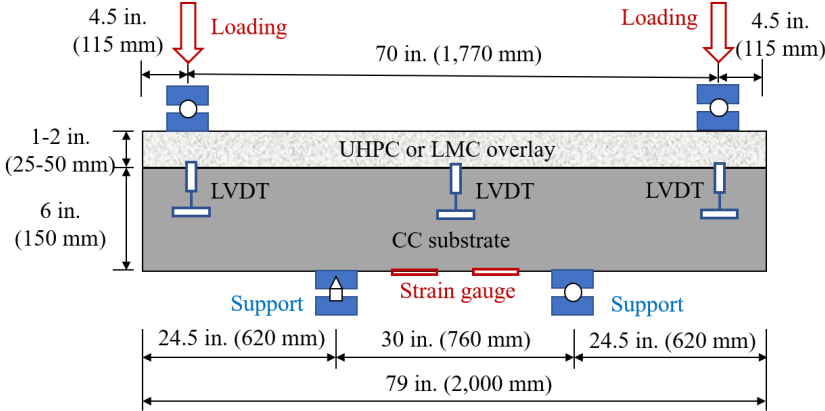 4.5 in.
(115 mm)
Loading
70 in. (1,770 mm)
Loading
4.5 in.
(115 mm)
1-2 in.
(25-50 mm)
UHPC or LMC overlay
LVDT
LVDT
LVDT
6 in.
(150 mm)
CC substrate
Strain gauge
Support
Support
24.5 in. (620 mm)
30 in. (760 mm)
24.5 in. (620 mm)
79 in. (2,000 mm)